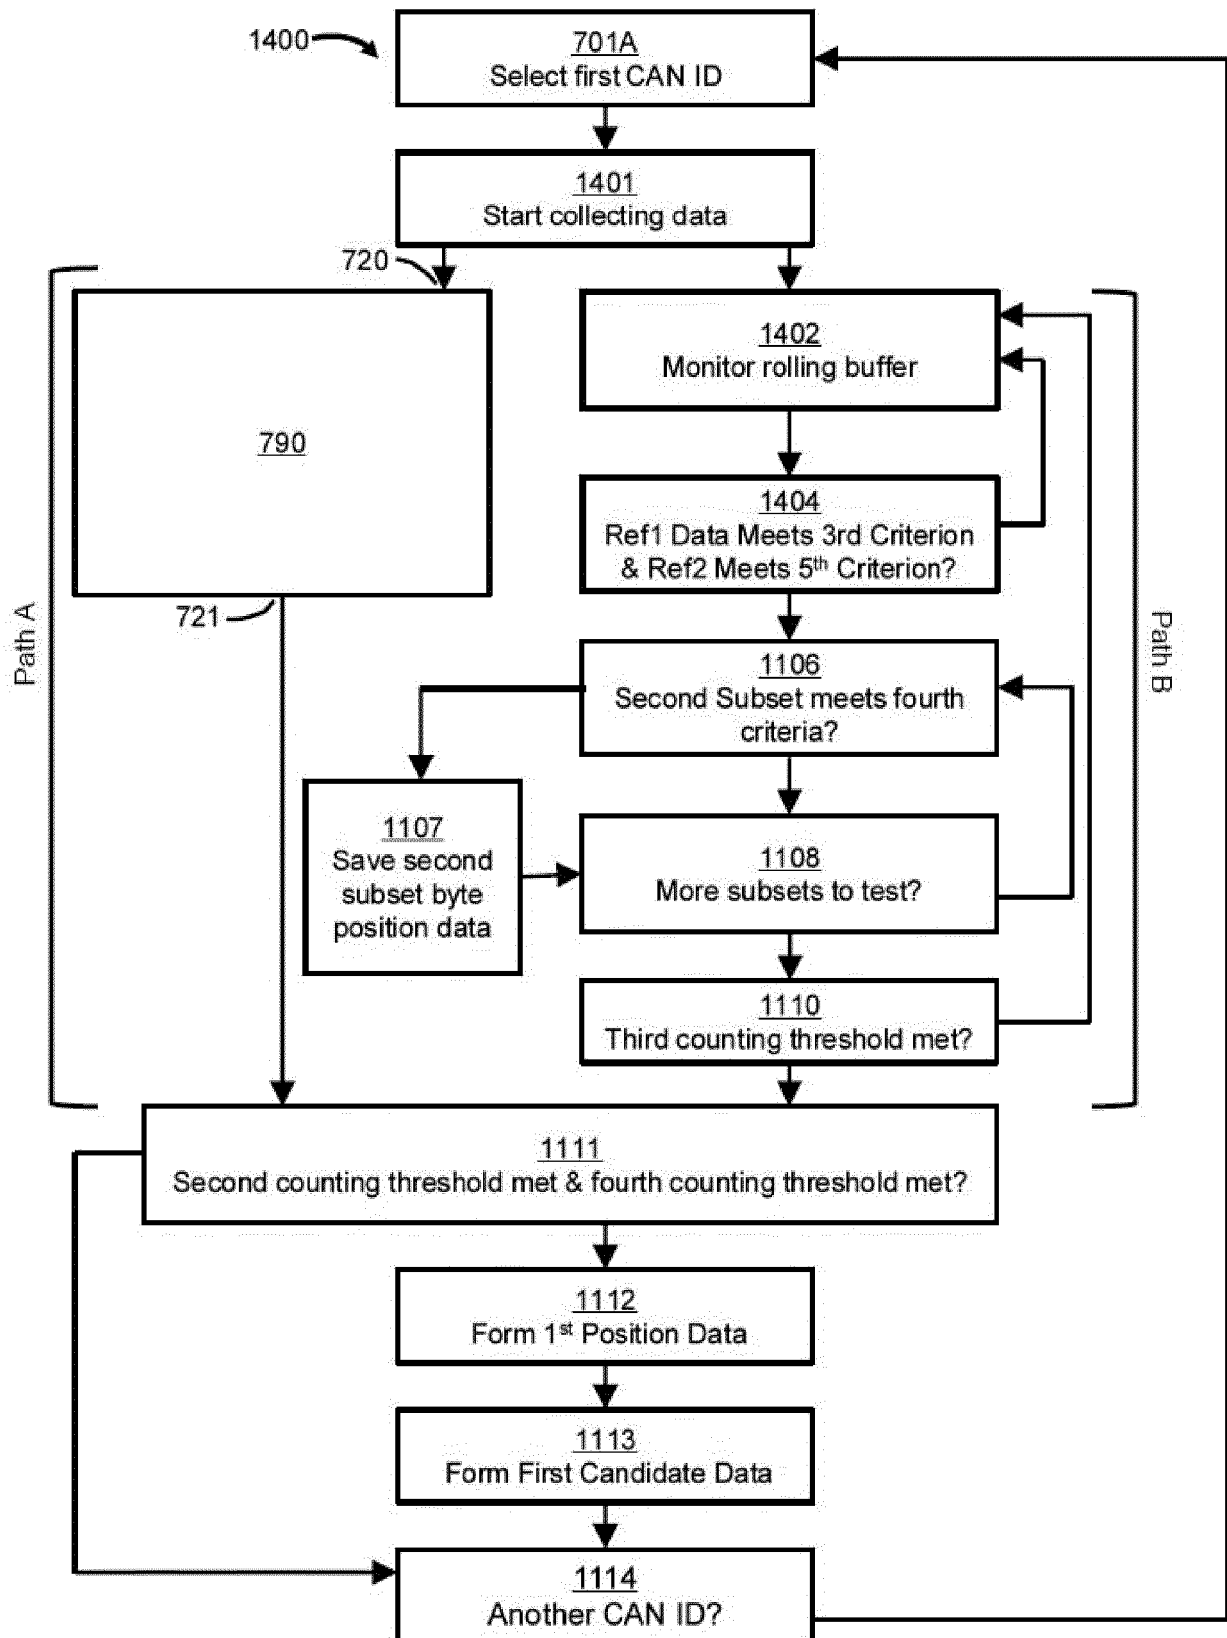 1400
701A
Select first CAN ID
1401
Start collecting data
720
790
721
Path A
1402
Monitor rolling buffer
1404
Ref1 Data Meets 3rd Criterion
& Ref2 Meets 5th Criterion?
Path B
1106
Second Subset meets fourth
criteria?
1107
Save second
subset byte
position data
1108
More subsets to test?
1110
Third counting threshold met?
1111
Second counting threshold met & fourth counting threshold met?
1112
Form 1st Position Data
1113
Form First Candidate Data
1114
Another CAN ID?